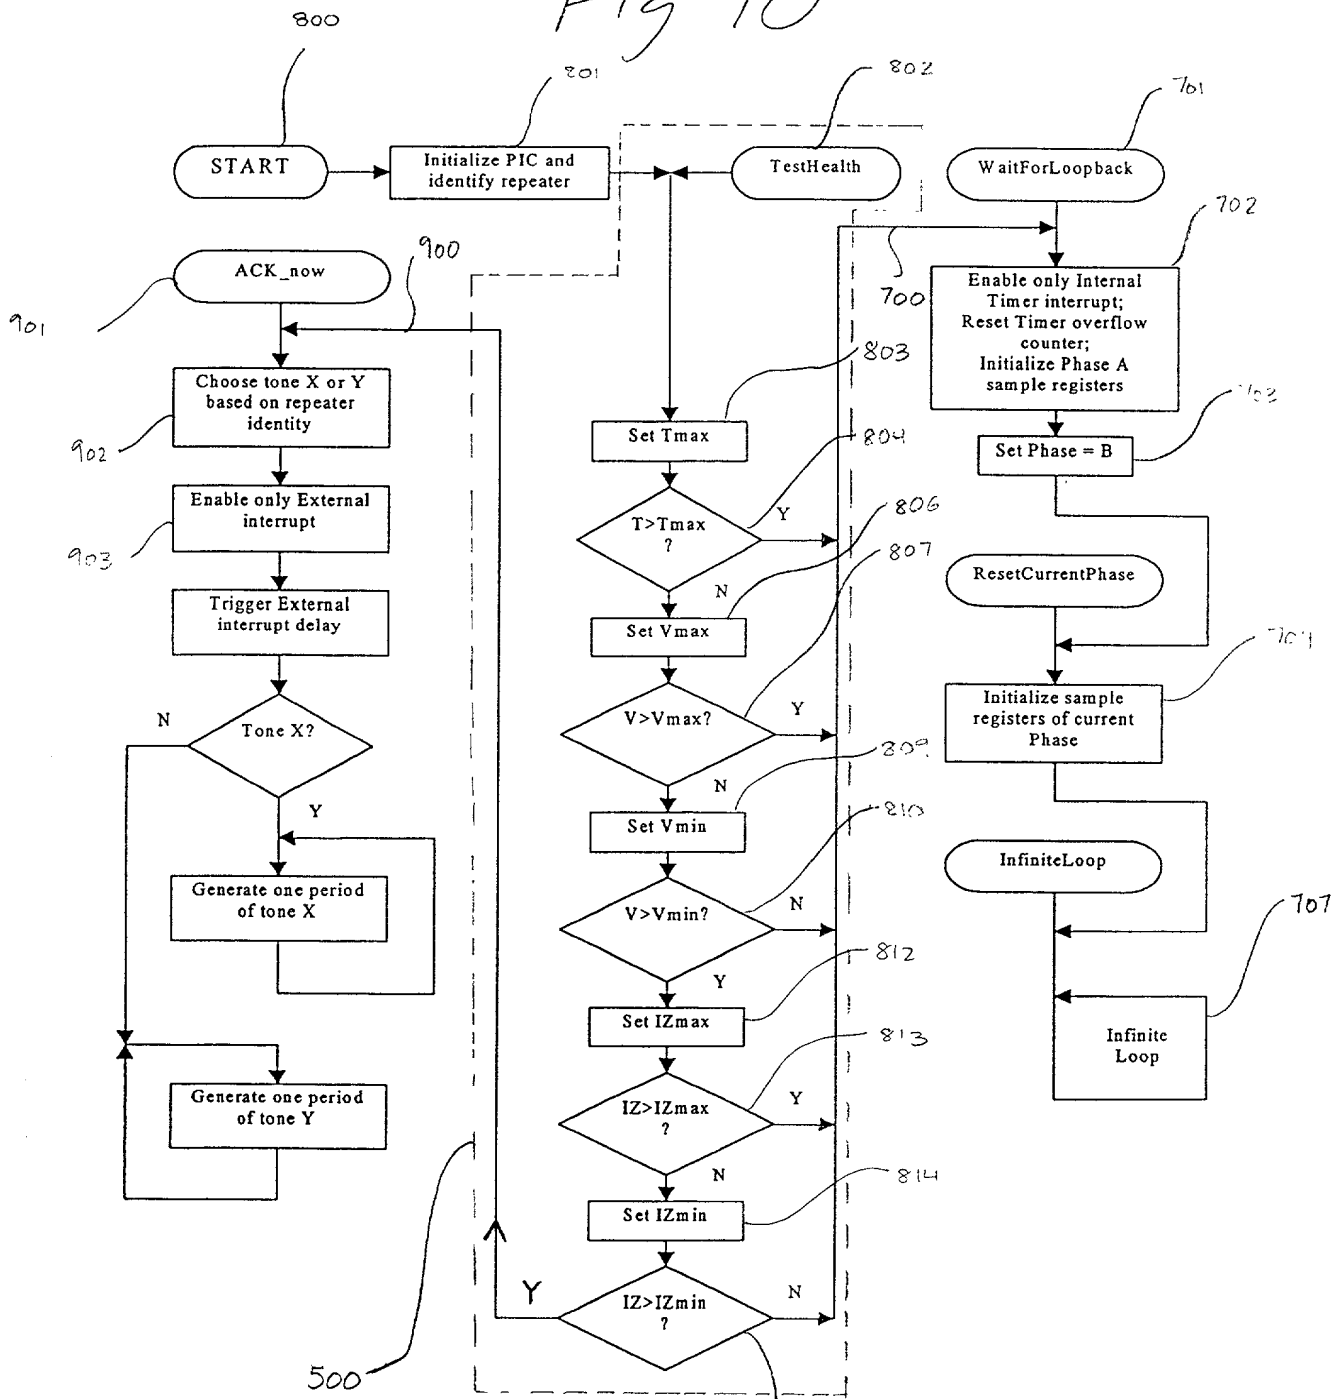 Fig 10
800
801
802
701
START
Initialize PIC and
identify repeater
TestHealth
WaitForLoopback
702
900
700
ACK_now
901
Enable only Internal
Timer interrupt;
Reset Timer overflow
counter;
Initialize Phase A
sample registers
803
703
Choose tone X or Y
based on repeater
identity
902
Set Tmax
804
Set Phase = B
Enable only External
interrupt
903
T>Tmax
?
Y
806
807
N
ResetCurrentPhase
Trigger External
interrupt delay
Set Vmax
704
N
Tone X?
Y
V>Vmax?
Y
809
Initialize sample
registers of current
Phase
N
810
Set Vmin
InfiniteLoop
Generate one period
of tone X
V>Vmin?
N
707
812
Y
Set IZmax
813
Infinite
Loop
Generate one period
of tone Y
IZ>IZmax
?
Y
N
814
Set IZmin
Y
IZ>IZmin
?
N
500